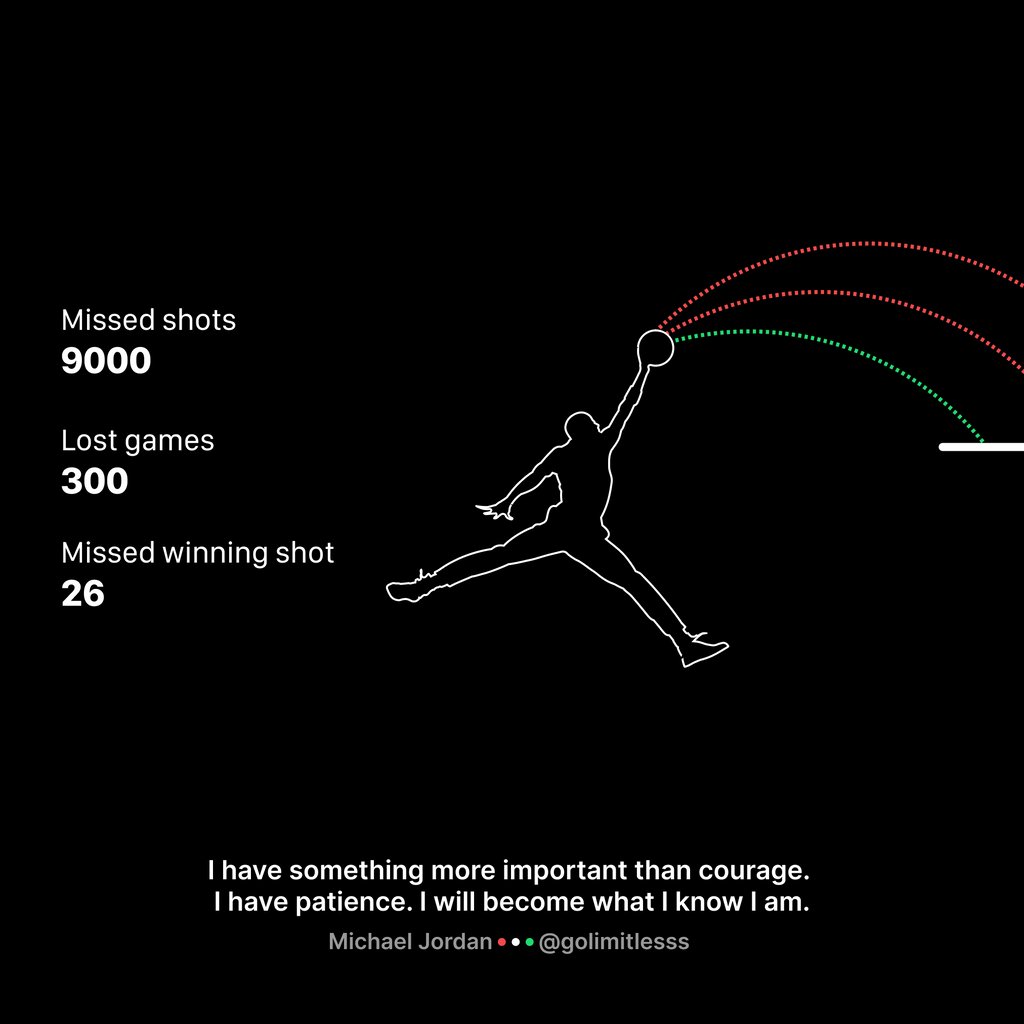 Missed shots
9000
Lost games
300
Missed winning shot
26
I have something more important than courage.
I have patience. I will become what I know I am.
Michael Jordan @golimitlesss